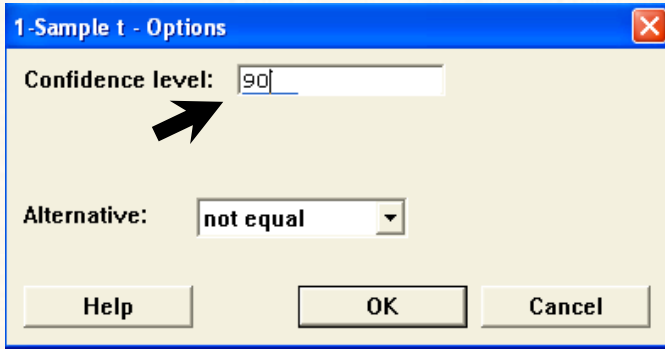 1-Sample t - Options
Confidence level: 90
Alternative: not equal
Help OK Cancel